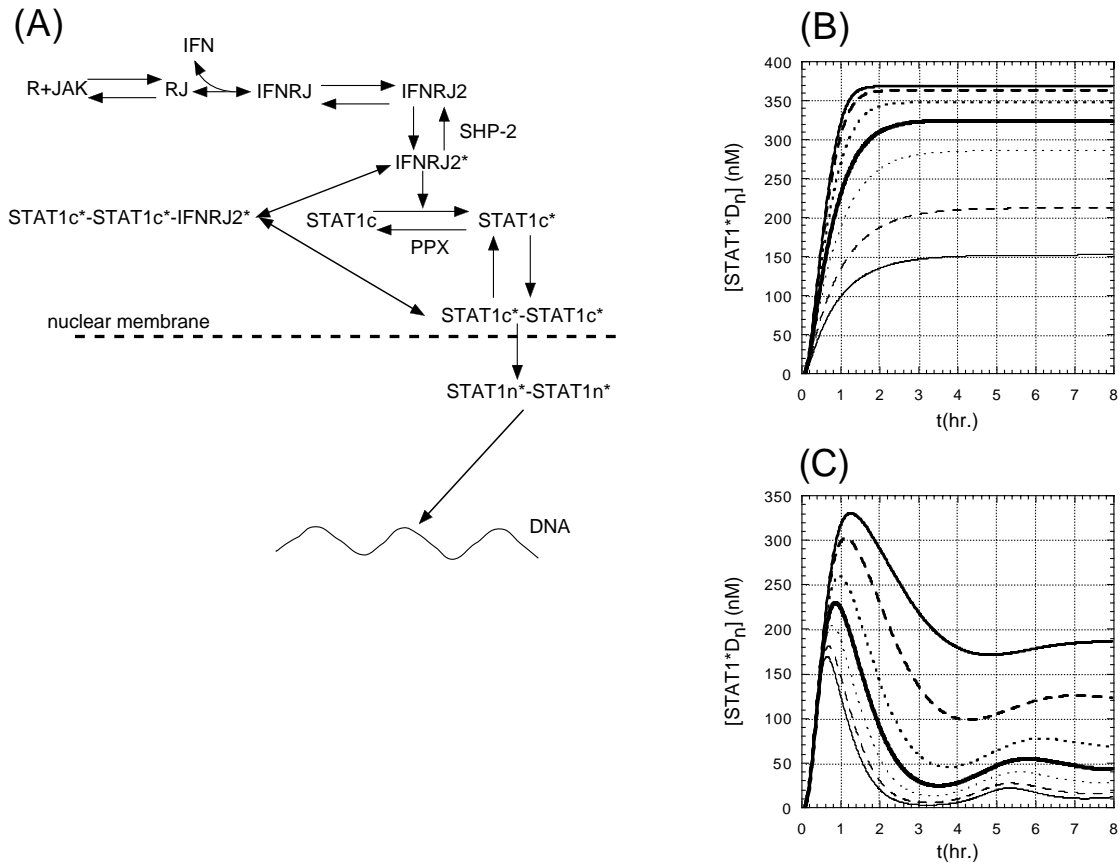 (A)
IFN
R+JAK RJ IFNRJ IFNRJ2
SHP-2
IFNRJ2*
STAT1c*-STAT1c*-IFNRJ2* STAT1c STAT1c*
PPX
STAT1c*-STAT1c*
nuclear membrane
STAT1n*-STAT1n*
DNA
(B)
[STAT1*Dn] (nM)
400
350
300
250
200
150
100
50
0
0 1 2 3 4 5 6 7 8
t(hr.)
(C)
[STAT1*Dn] (nM)
350
300
250
200
150
100
50
0
0 1 2 3 4 5 6 7 8
t(hr.)